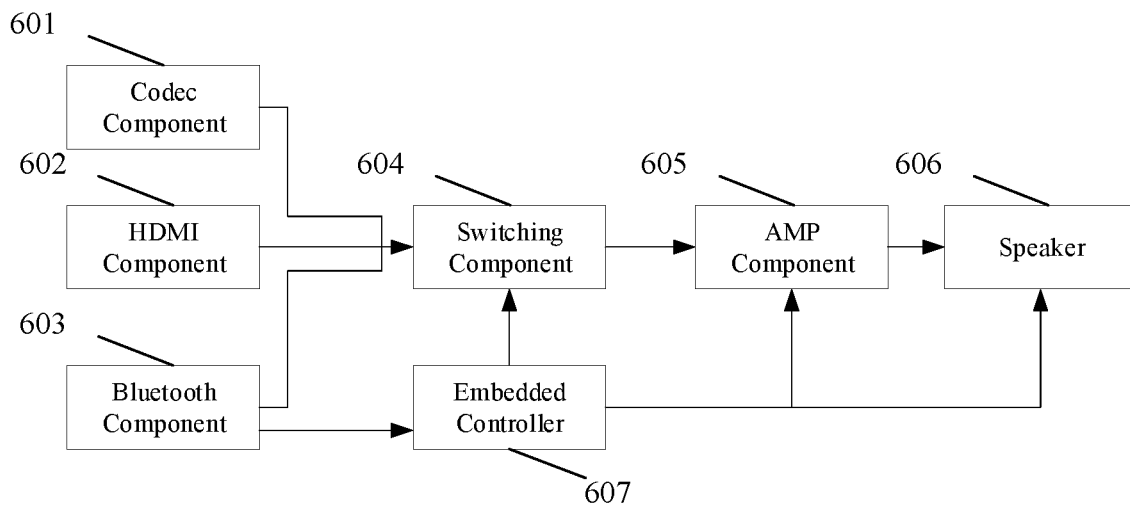 601
Codec
Component
602
HDMI
Component
603
Bluetooth
Component
604
Switching
Component
605
AMP
Component
606
Speaker
Embedded
Controller
607